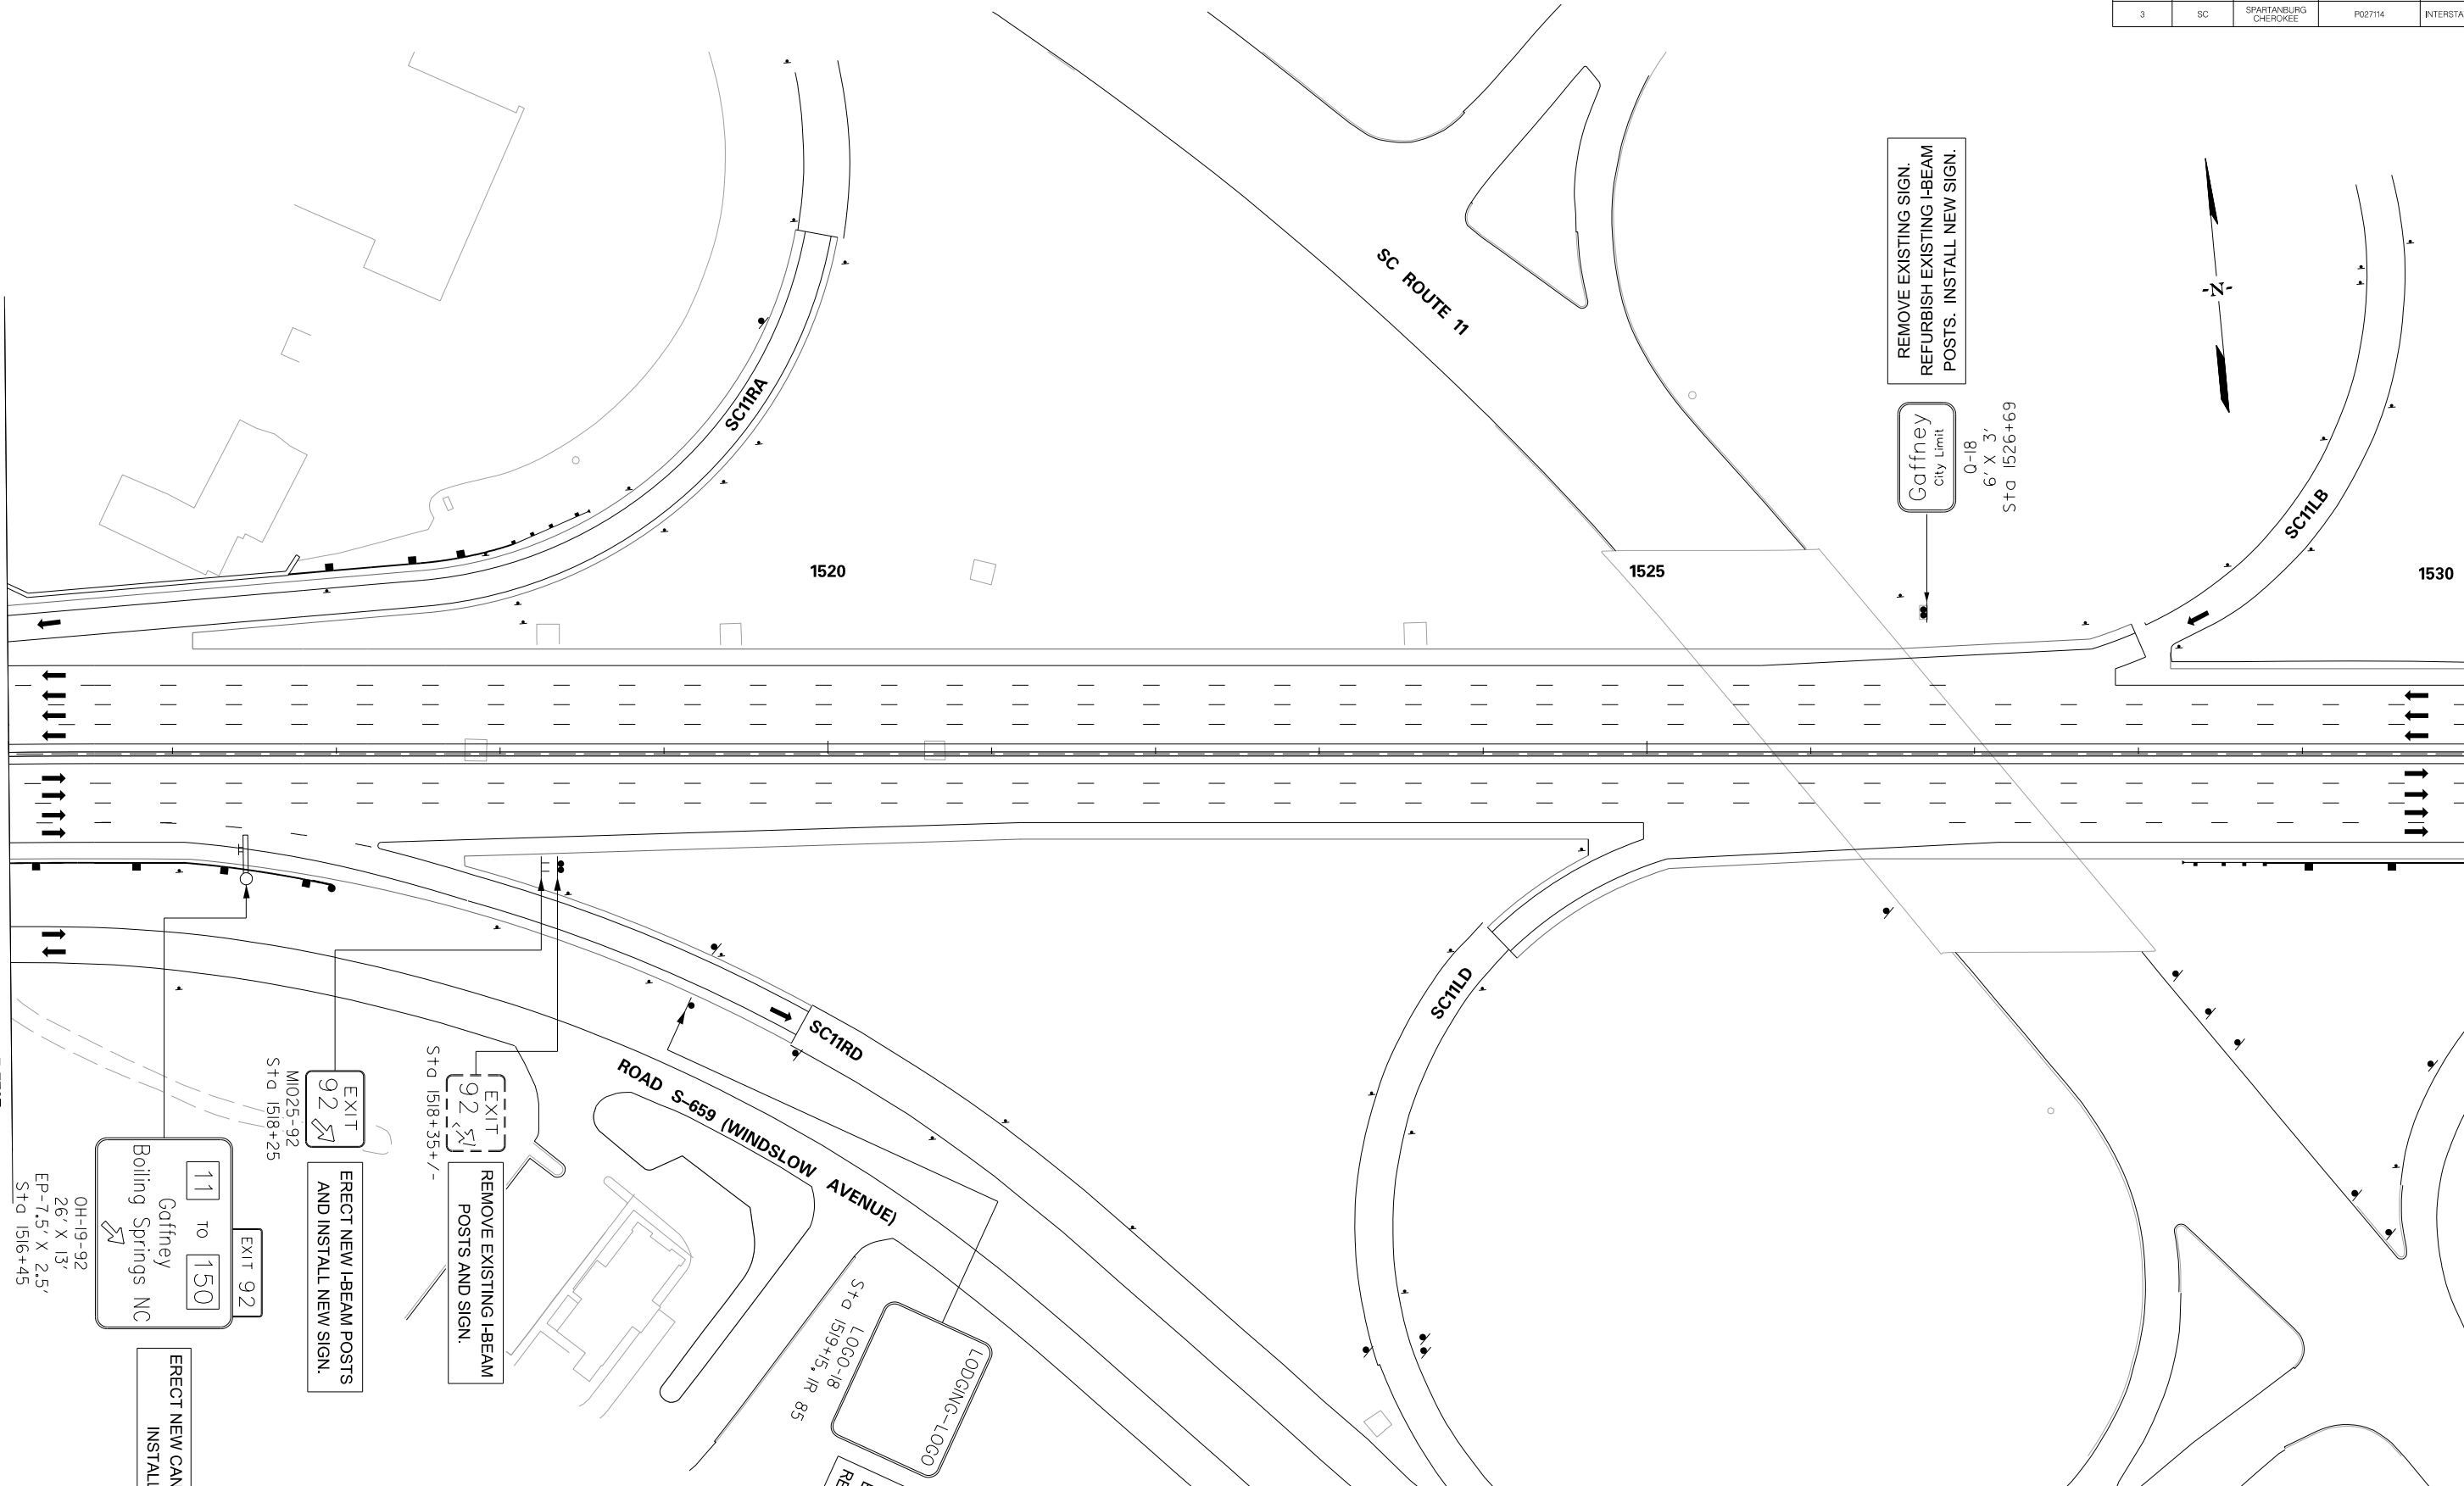 3 SC SPARTANBURG CHEROKEE P027114
SC ROUTE 11
REMOVE EXISTING SIGN.
REFURBISH EXISTING I-BEAM
POSTS. INSTALL NEW SIGN.
Gaffney
City Limit
Q-18
6' X 3'
Sta 1526+69
-N-
SC11RA
SC11LB
1520
1525
1530
SC11LD
SC11RD
ROAD S-659 (WINDSLOW AVENUE)
EXIT
92
M1025-92
Sta 1518+25
ERECT NEW I-BEAM POSTS
AND INSTALL NEW SIGN.
EXIT
92
Sta 1518+35+/-
REMOVE EXISTING I-BEAM
POSTS AND SIGN.
EXIT 92
11 TO 150
Gaffney
Boiling Springs NC
OH-19-92
26' X 13'
EP-7.5' X 2.5'
Sta 1516+45
ERECT NEW CAN
INSTALL
LODGING-LOGO
LOGO-18
Sta 1519+15, IR 85